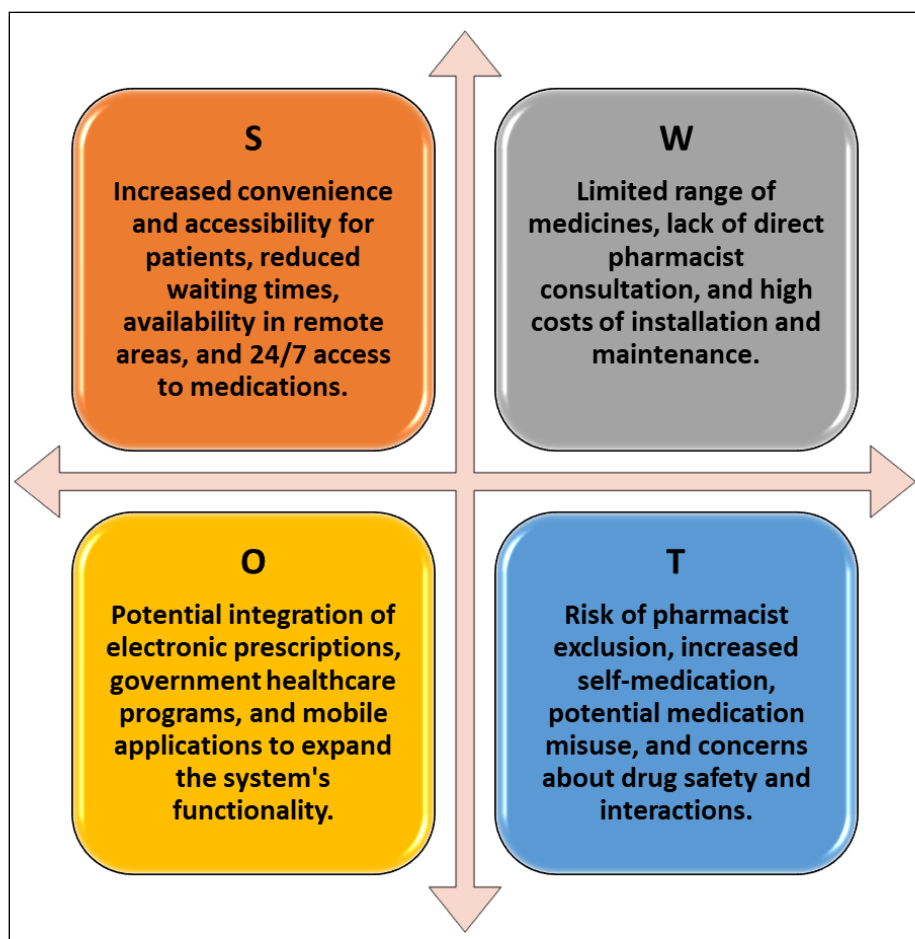 S
Increased convenience
and accessibility for
patients, reduced
waiting times,
availability in remote
areas, and 24/7 access
to medications.
W
Limited range of
medicines, lack of direct
pharmacist
consultation, and high
costs of installation and
maintenance.
O
Potential integration of
electronic prescriptions,
government healthcare
programs, and mobile
applications to expand
the system's
functionality.
T
Risk of pharmacist
exclusion, increased
self-medication,
potential medication
misuse, and concerns
about drug safety and
interactions.